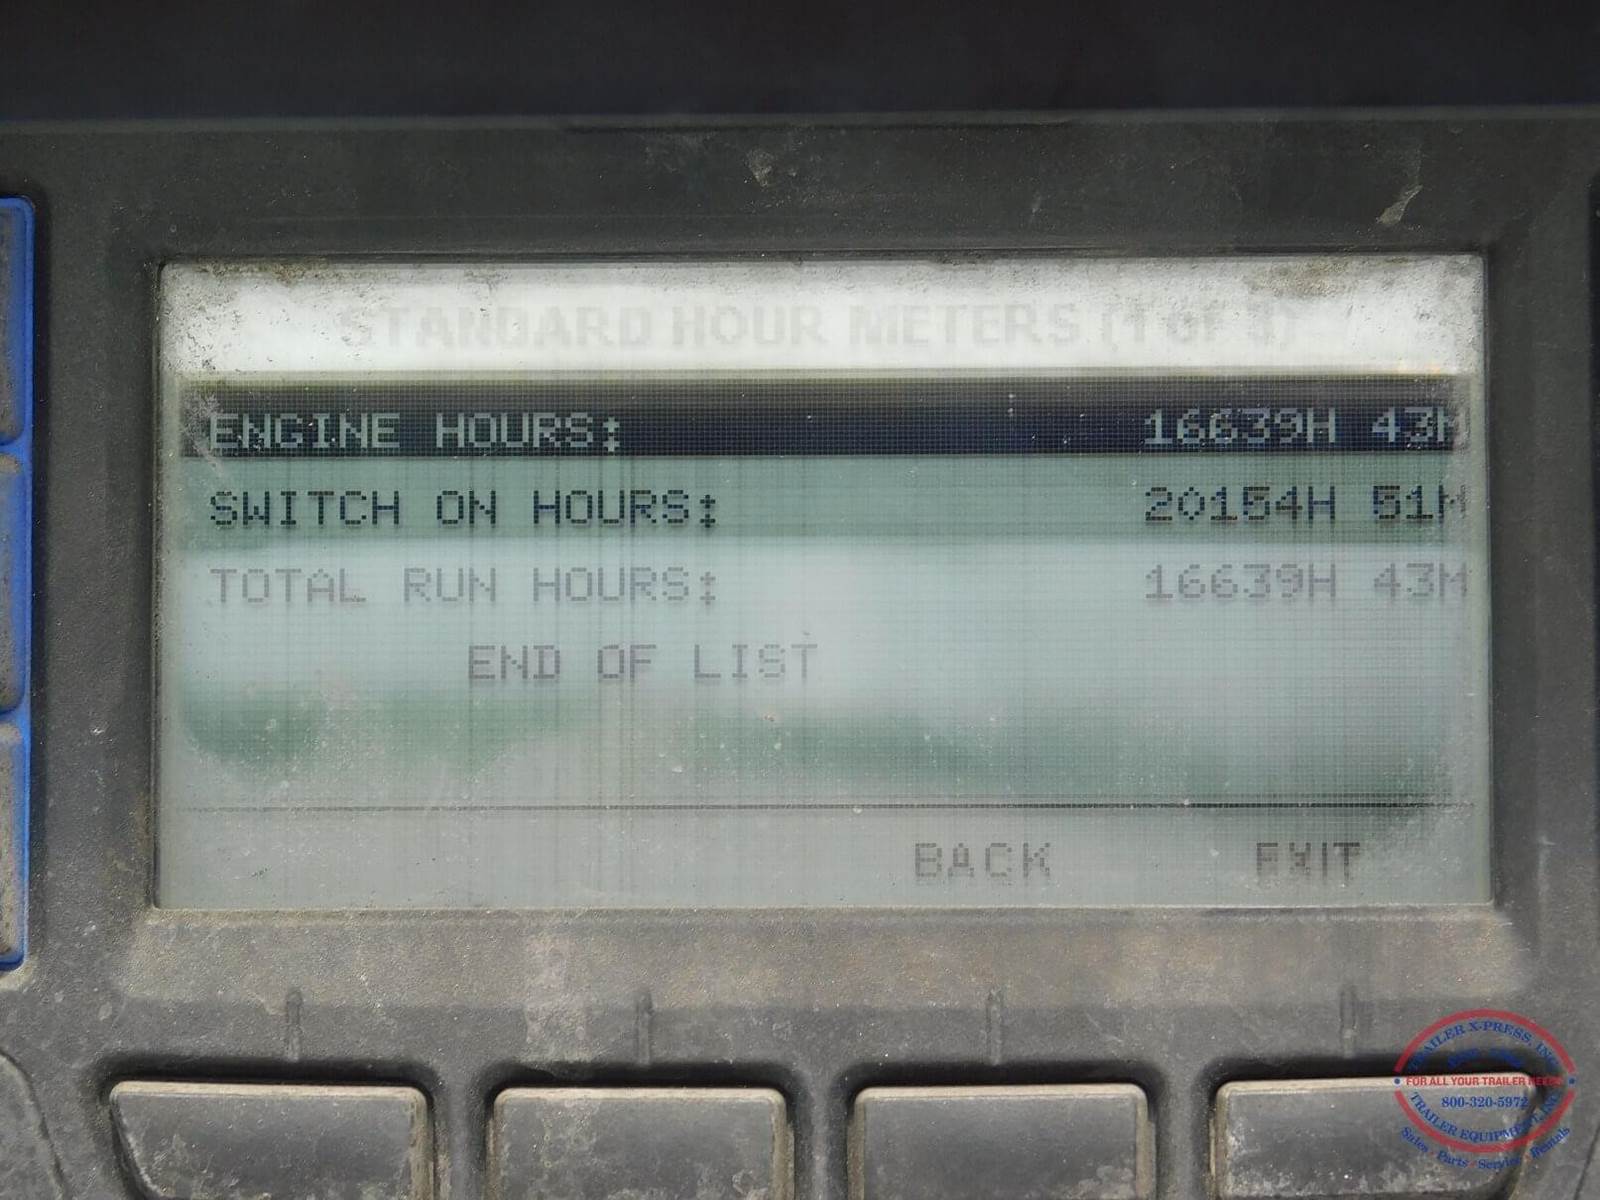 STANDARD HOUR METERS (1 of 3)
ENGINE HOURS: 16639H 43M
SWITCH ON HOURS: 20154H 51M
TOTAL RUN HOURS: 16639H 43M
END OF LIST
BACK EXIT
TRAILER X-PRESS, INC.
FOR ALL YOUR TRAILER NEEDS
800-320-5972
TRAILER EQUIPMENT, INC.
Sales · Parts · Service · Rentals